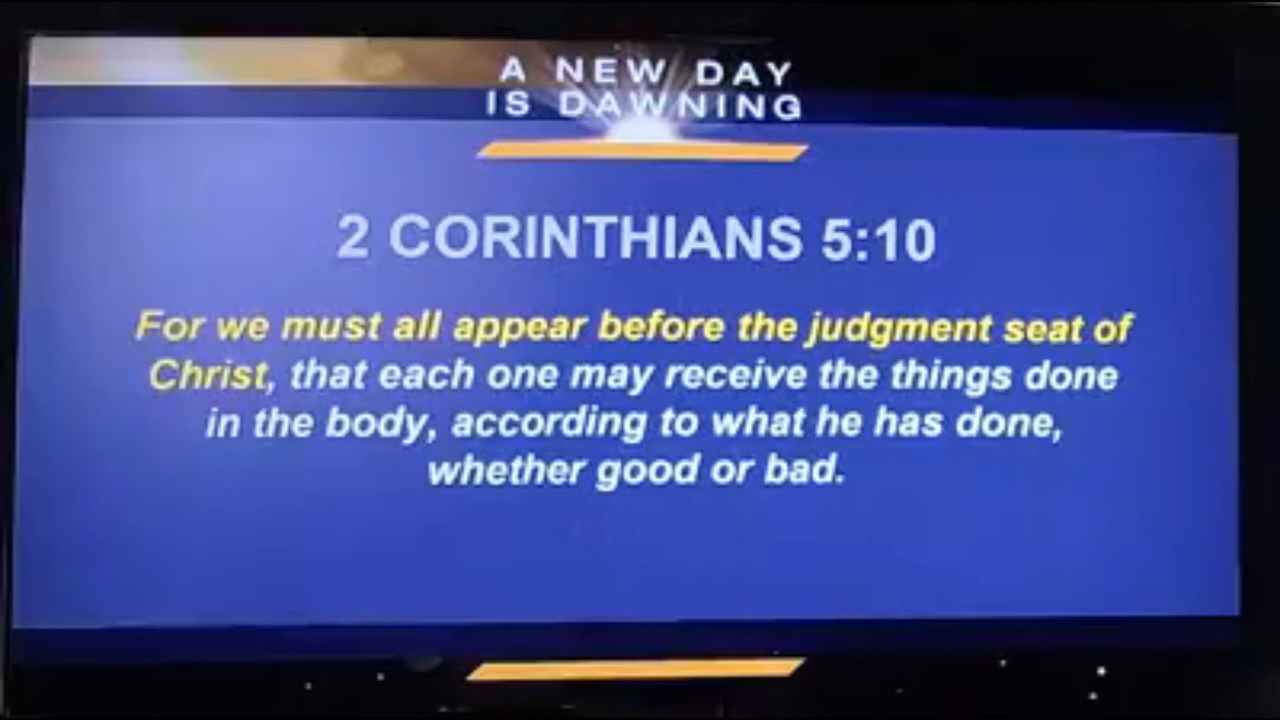 A NEW DAY
IS DAWNING
2 CORINTHIANS 5:10
For we must all appear before the judgment seat of
Christ, that each one may receive the things done
in the body, according to what he has done,
whether good or bad.